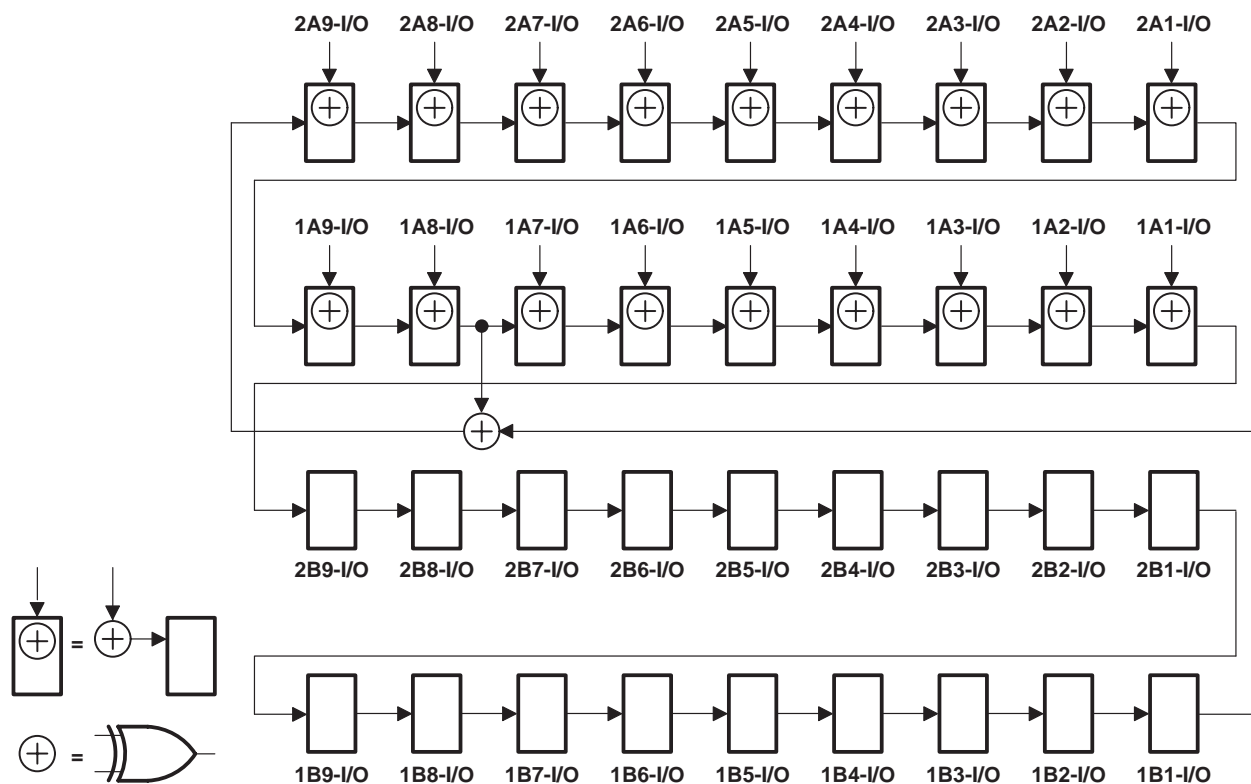 2A9-I/O 2A8-I/O 2A7-I/O 2A6-I/O 2A5-I/O 2A4-I/O 2A3-I/O 2A2-I/O 2A1-I/O
1A9-I/O 1A8-I/O 1A7-I/O 1A6-I/O 1A5-I/O 1A4-I/O 1A3-I/O 1A2-I/O 1A1-I/O
2B9-I/O 2B8-I/O 2B7-I/O 2B6-I/O 2B5-I/O 2B4-I/O 2B3-I/O 2B2-I/O 2B1-I/O
=
=
1B9-I/O 1B8-I/O 1B7-I/O 1B6-I/O 1B5-I/O 1B4-I/O 1B3-I/O 1B2-I/O 1B1-I/O